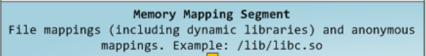 Memory Mapping Segment
File mappings (including dynamic libraries) and anonymous
mappings. Example: /lib/libc.so